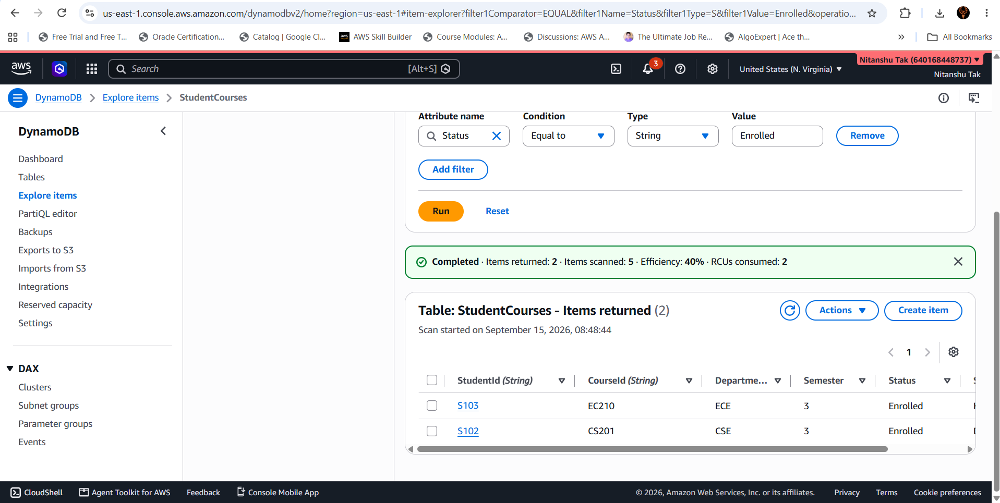 us-east-1.console.aws.amazon.com/dynamodbv2/home?region=us-east-1#item-explorer?filter1Comparator=EQUAL&filter1Name=Status&filter1Type=S&filter1Value=Enrolled&operatio...
Free Trial and Free T...
Oracle Certification...
Catalog | Google Cl...
aws AWS Skill Builder
Course Modules: A...
Discussions: AWS A...
The Ultimate Job Re...
AlgoExpert | Ace th...
All Bookmarks
aws
Search [Alt+S]
3
United States (N. Virginia)
Nitanshu Tak (640168448737)
Nitanshu Tak
DynamoDB
Explore items
StudentCourses
DynamoDB
Dashboard
Tables
Explore items
PartiQL editor
Backups
Exports to S3
Imports from S3
Integrations
Reserved capacity
Settings
DAX
Clusters
Subnet groups
Parameter groups
Events
Attribute name Condition Type Value
Status Equal to String Enrolled Remove
Add filter
Run Reset
Completed · Items returned: 2 · Items scanned: 5 · Efficiency: 40% · RCUs consumed: 2
Table: StudentCourses - Items returned (2)
Actions
Create item
Scan started on September 15, 2026, 08:48:44
1
StudentId (String) CourseId (String) Departme... Semester Status
S103 EC210 ECE 3 Enrolled
S102 CS201 CSE 3 Enrolled
CloudShell Agent Toolkit for AWS Feedback Console Mobile App © 2026, Amazon Web Services, Inc. or its affiliates. Privacy Terms Cookie preferences